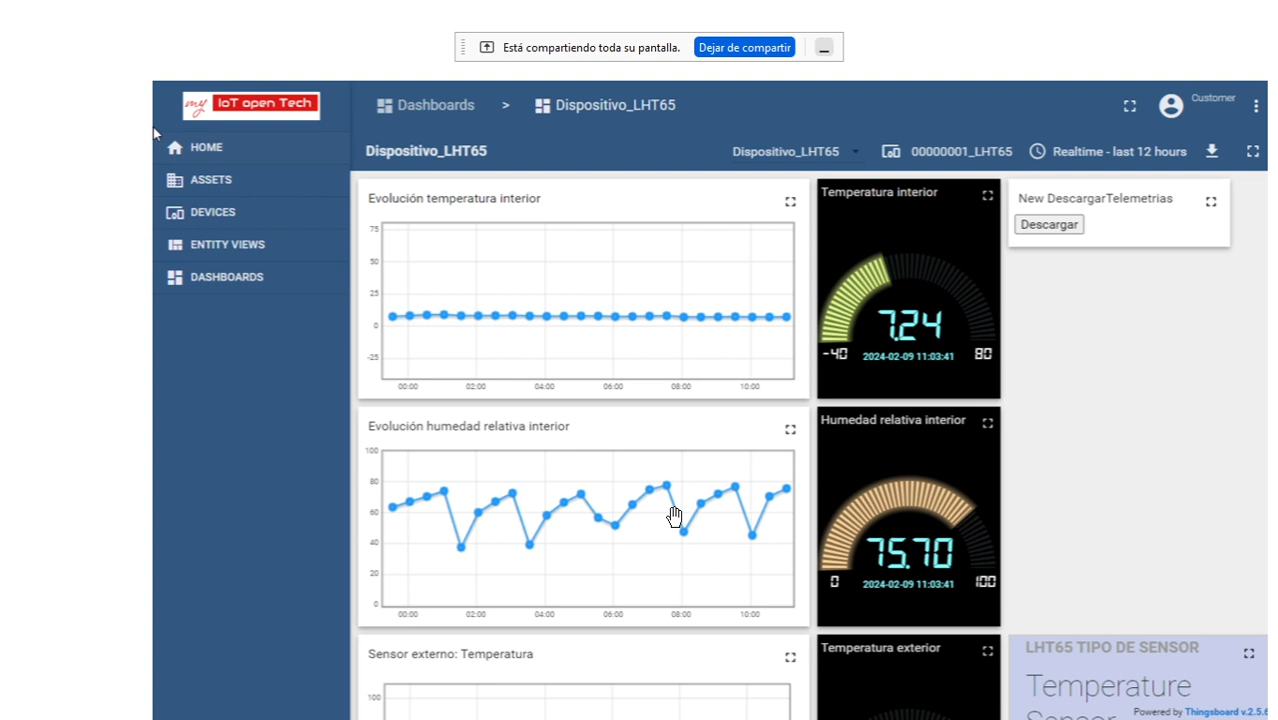 Está compartiendo toda su pantalla. Dejar de compartir
my IoT open Tech
Dashboards > Dispositivo_LHT65
Customer
HOME
ASSETS
DEVICES
ENTITY VIEWS
DASHBOARDS
Dispositivo_LHT65
Dispositivo_LHT65
00000001_LHT65
Realtime - last 12 hours
Evolución temperatura interior
75
50
25
0
-25
00:00 02:00 04:00 06:00 08:00 10:00
Temperatura interior
7.24
-40 2024-02-09 11:03:41 80
New DescargarTelemetrias
Descargar
Evolución humedad relativa interior
100
80
60
40
20
0
00:00 02:00 04:00 06:00 08:00 10:00
Humedad relativa interior
75.70
0 2024-02-09 11:03:41 100
Sensor externo: Temperatura
100
Temperatura exterior
LHT65 TIPO DE SENSOR
Temperature
Sensor
Powered by Thingsboard v.2.5.6